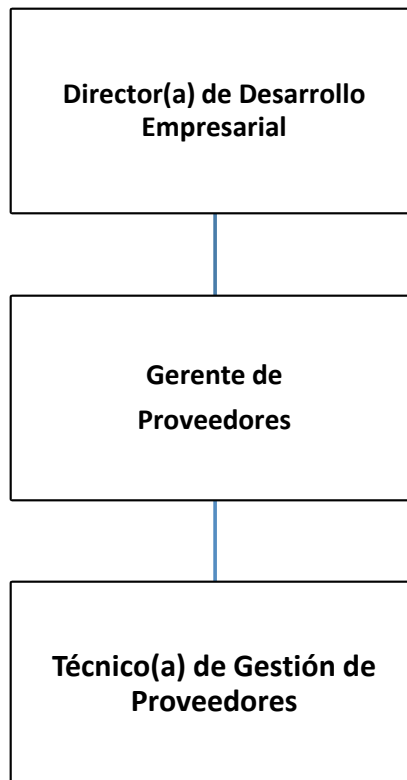 Director(a) de Desarrollo
Empresarial
Gerente de
Proveedores
Técnico(a) de Gestión de
Proveedores